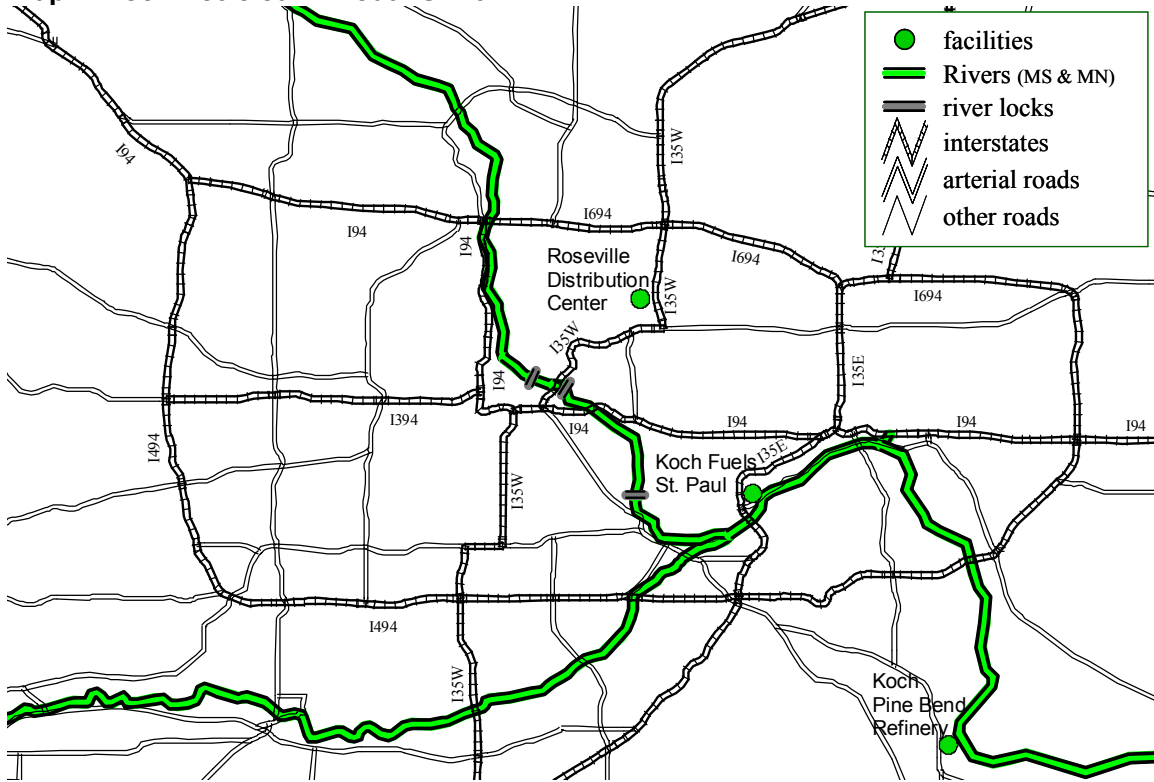 facilities
Rivers (MS & MN)
river locks
interstates
arterial roads
other roads
I94
I35W
I694
I94
I94
I694
Roseville
Distribution
Center
I35W
I694
I35W
I94
I35E
I394
I94
I94
I94
I94
I494
I35E
Koch Fuels
St. Paul
I35W
I494
I35W
Koch
Pine Bend
Refinery